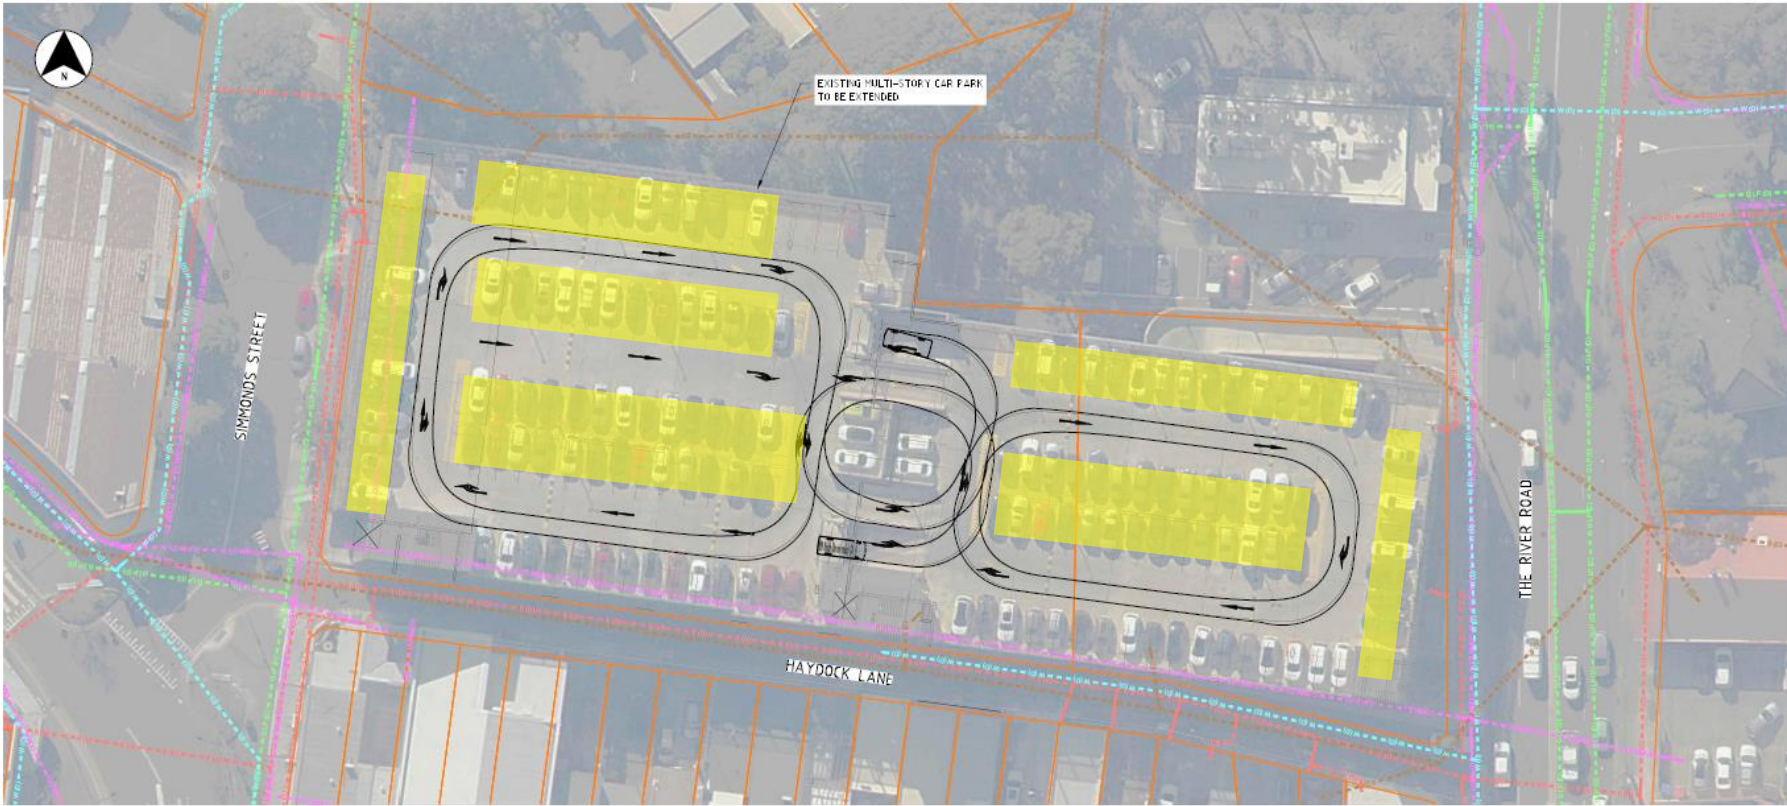 N
EXISTING MULTI-STORY CAR PARK
TO BE EXTENDED
SIMMONDS STREET
HAYDOCK LANE
THE RIVER ROAD